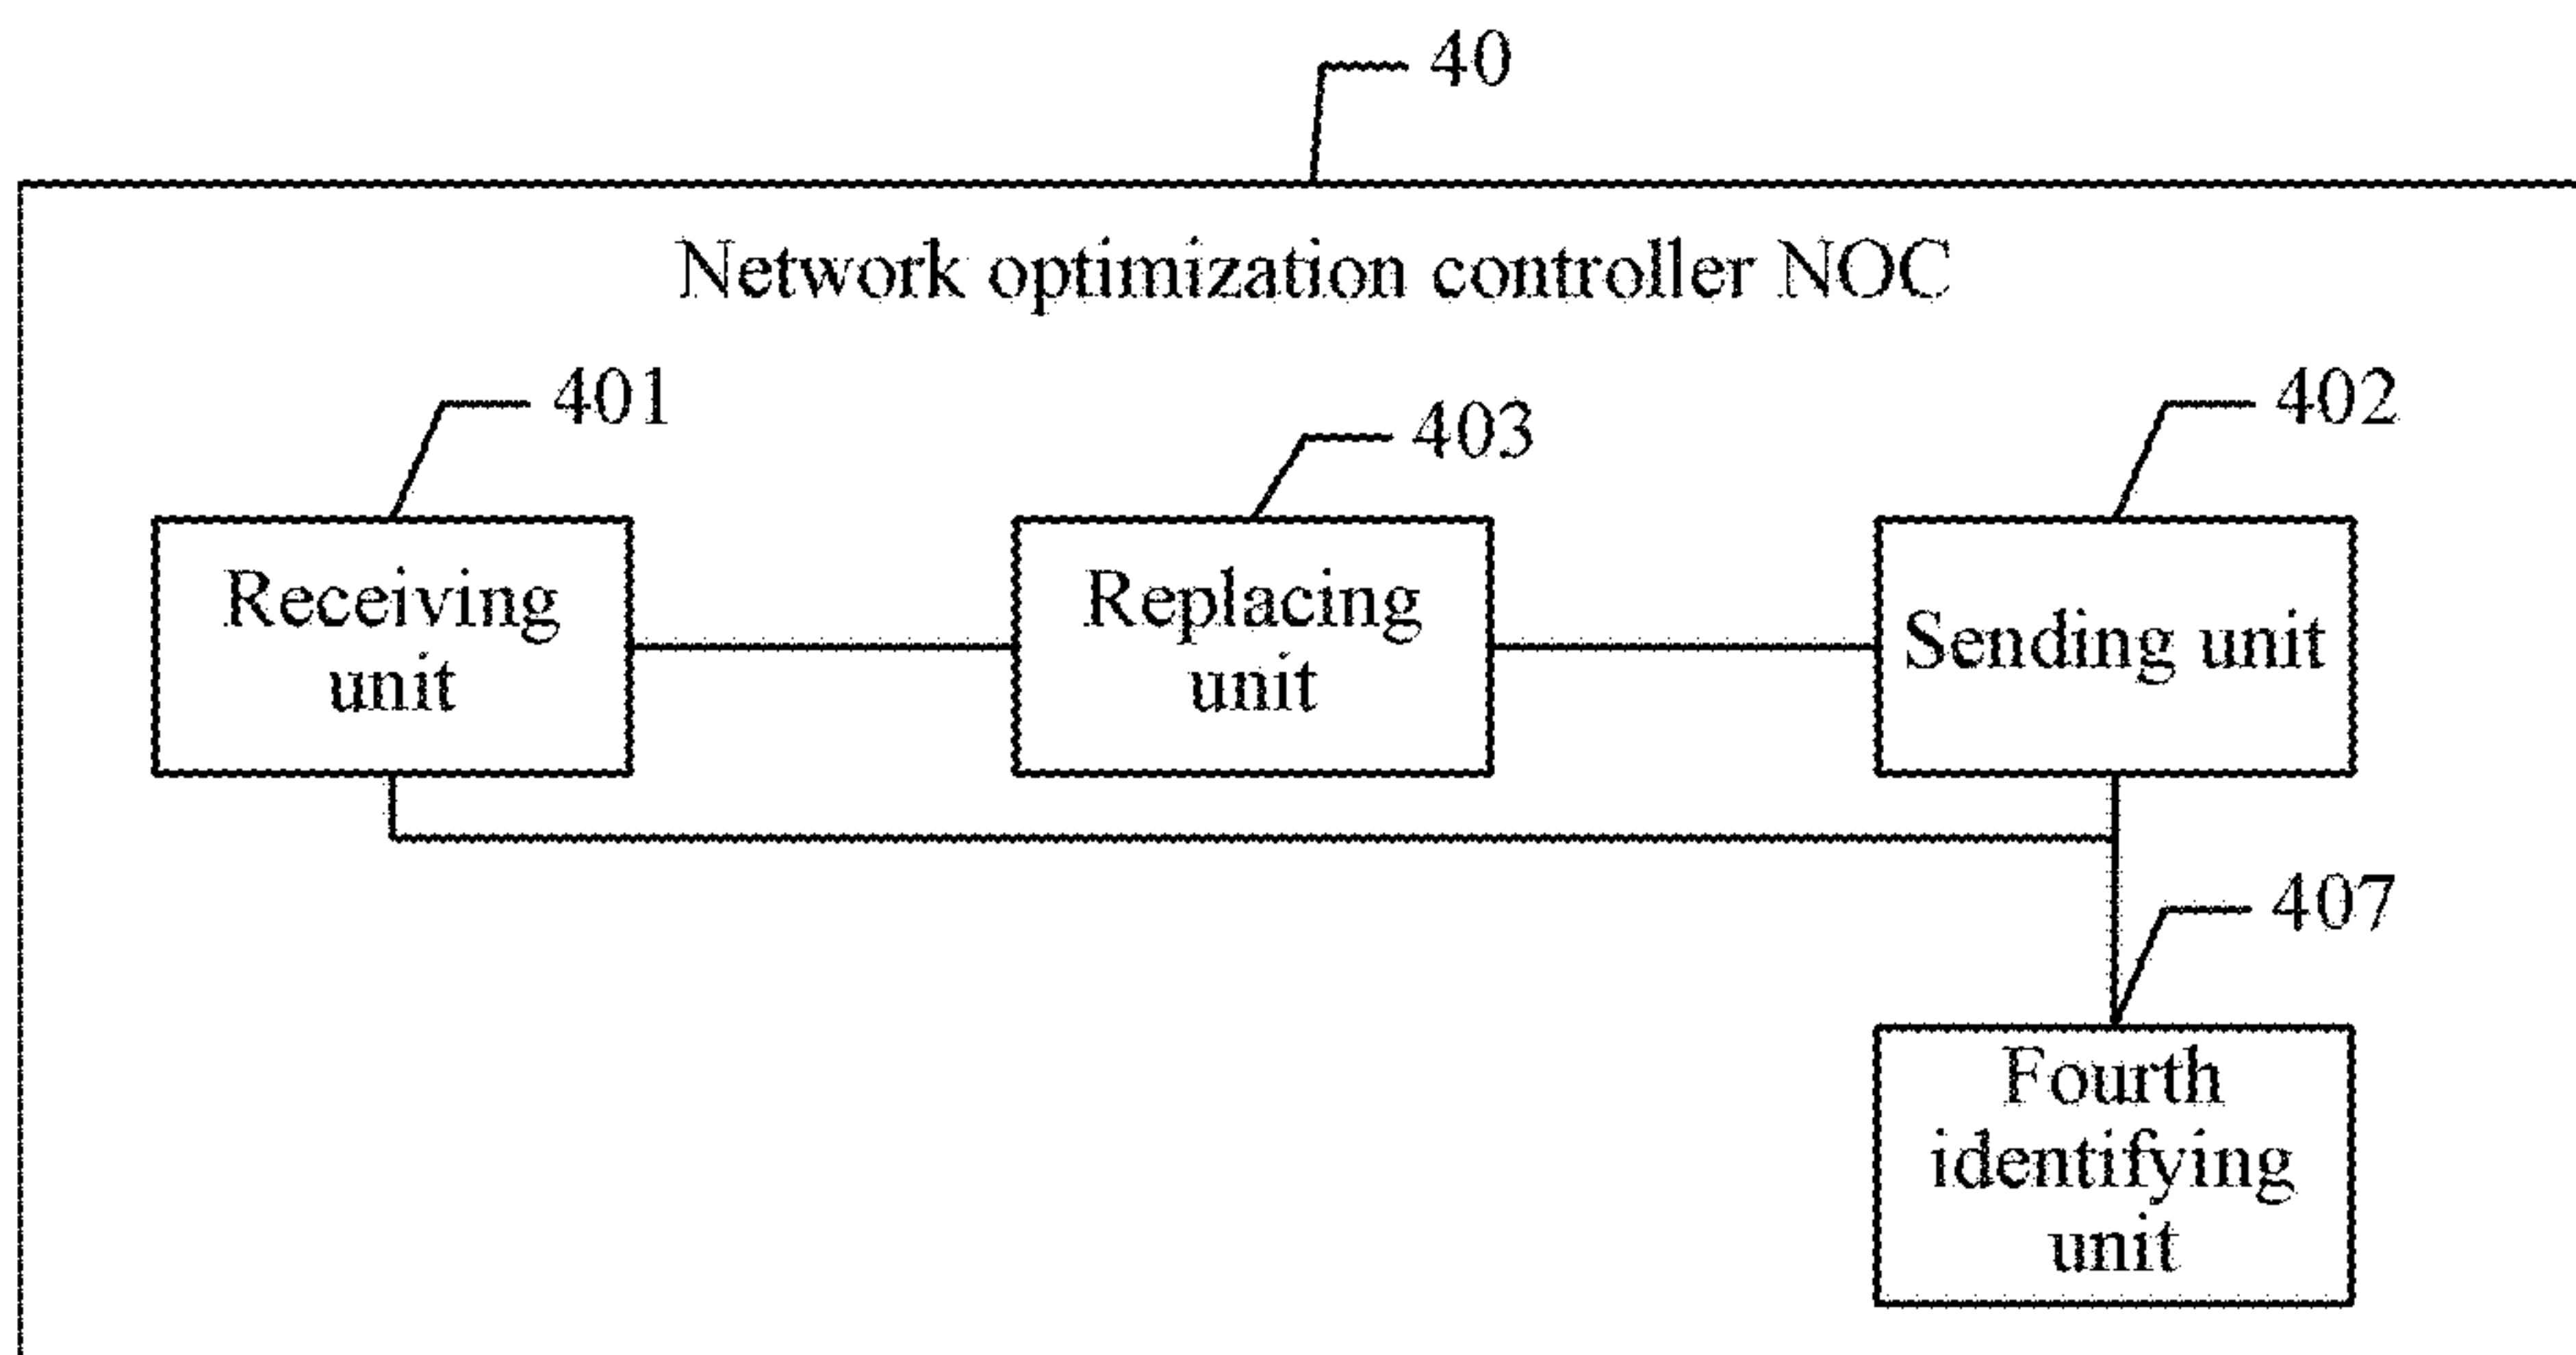 40
Network optimization controller NOC
401
403
402
Receiving
unit
Replacing
unit
Sending unit
407
Fourth
identifying
unit